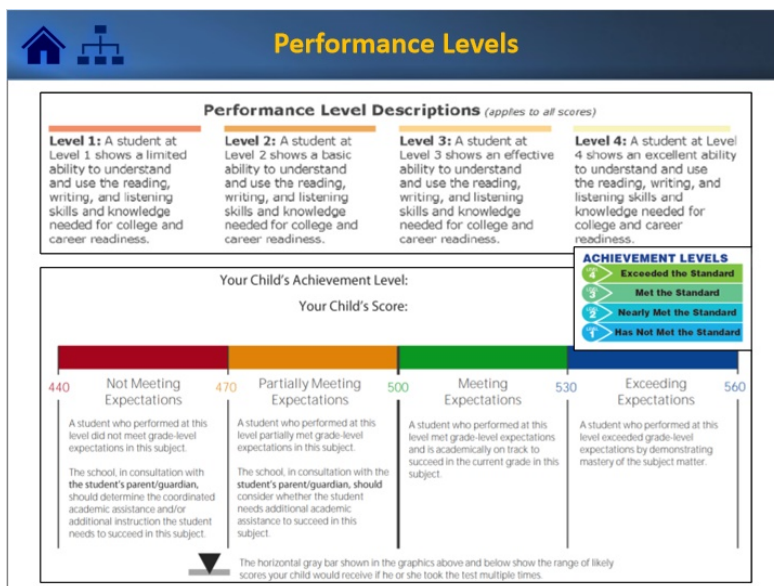 Performance Levels
Performance Level Descriptions (applies to all scores)
Level 1: A student at
Level 1 shows a limited
ability to understand
and use the reading,
writing, and listening
skills and knowledge
needed for college and
career readiness.
Level 2: A student at
Level 2 shows a basic
ability to understand
and use the reading,
writing, and listening
skills and knowledge
needed for college and
career readiness.
Level 3: A student at
Level 3 shows an effective
ability to understand
and use the reading,
writing, and listening
skills and knowledge
needed for college and
career readiness.
Level 4: A student at Level
4 shows an excellent ability
to understand and use
the reading, writing, and
listening skills and
knowledge needed for
college and career
readiness.
ACHIEVEMENT LEVELS
4 Exceeded the Standard
3 Met the Standard
2 Nearly Met the Standard
1 Has Not Met the Standard
Your Child's Achievement Level:
Your Child's Score:
440
Not Meeting
Expectations
470
Partially Meeting
Expectations
500
Meeting
Expectations
530
Exceeding
Expectations
560
A student who performed at this
level did not meet grade-level
expectations in this subject.
The school, in consultation with
the student's parent/guardian,
should determine the coordinated
academic assistance and/or
additional instruction the student
needs to succeed in this subject.
A student who performed at this
level partially met grade-level
expectations in this subject.
The school, in consultation with the
student's parent/guardian, should
consider whether the student
needs additional academic
assistance to succeed in this
subject.
A student who performed at this
level met grade-level expectations
and is academically on track to
succeed in the current grade in this
subject.
A student who performed at this
level exceeded grade-level
expectations by demonstrating
mastery of the subject matter.
The horizontal gray bar shown in the graphics above and below show the range of likely
scores your child would receive if he or she took the test multiple times.